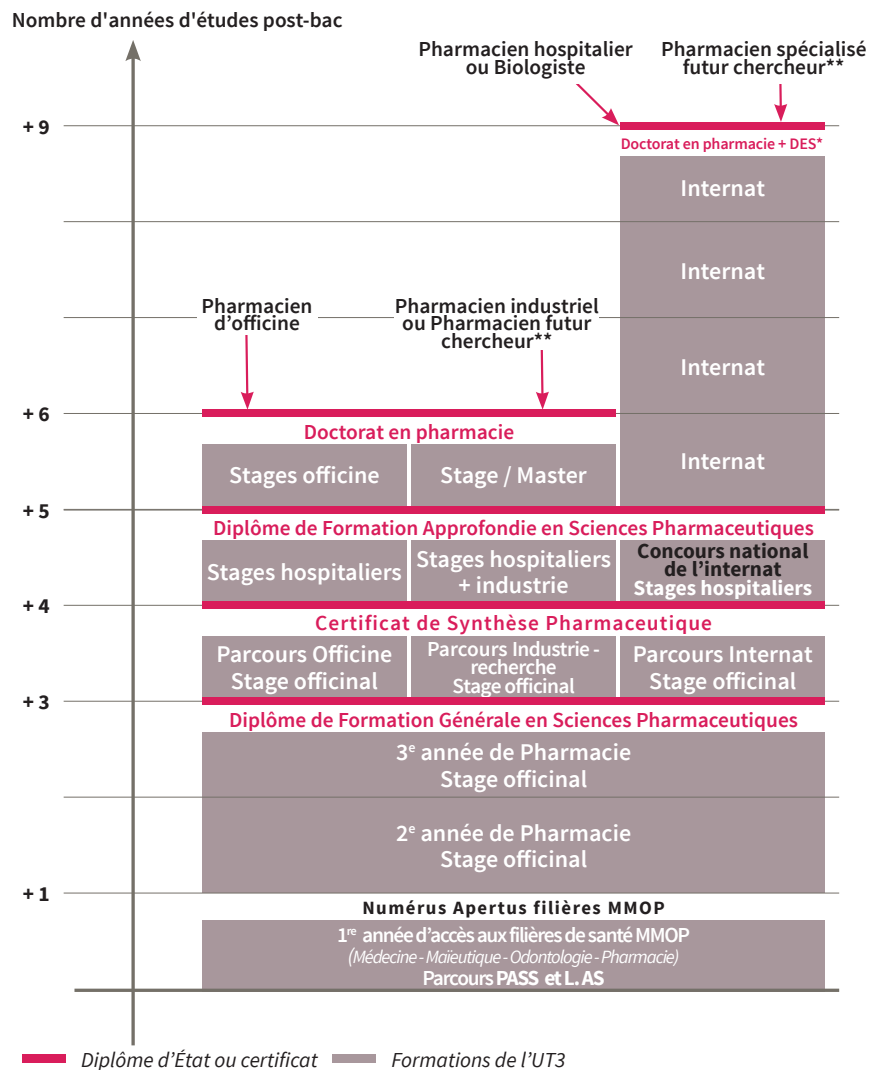 Nombre d'années d'études post-bac
Pharmacien hospitalier
ou Biologiste
Pharmacien spécialisé
futur chercheur**
+ 9
Doctorat en pharmacie + DES*
Internat
Internat
Pharmacien
d'officine
Pharmacien industriel
ou Pharmacien futur
chercheur**
Internat
+ 6
Doctorat en pharmacie
Stages officine
Stage / Master
Internat
+ 5
Diplôme de Formation Approfondie en Sciences Pharmaceutiques
Stages hospitaliers
Stages hospitaliers
+ industrie
Concours national
de l'internat
Stages hospitaliers
+ 4
Certificat de Synthèse Pharmaceutique
Parcours Officine
Stage officinal
Parcours Industrie -
recherche
Stage officinal
Parcours Internat
Stage officinal
+ 3
Diplôme de Formation Générale en Sciences Pharmaceutiques
3e année de Pharmacie
Stage officinal
2e année de Pharmacie
Stage officinal
+ 1
Numérus Apertus filières MMOP
1re année d'accès aux filières de santé MMOP
(Médecine - Maïeutique - Odontologie - Pharmacie)
Parcours PASS et L. AS
Diplôme d'État ou certificat
Formations de l'UT3